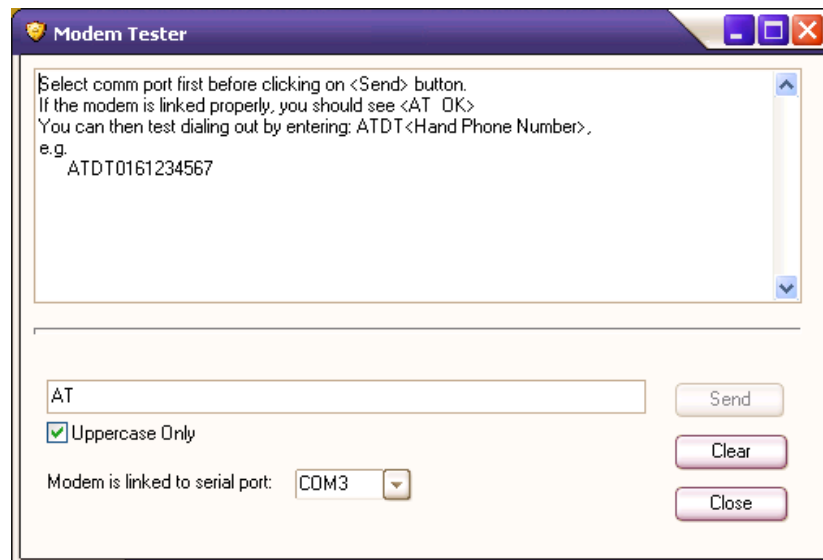 Modem Tester
Select comm port first before clicking on <Send> button.
If the modem is linked properly, you should see <AT  OK>
You can then test dialing out by entering: ATDT<Hand Phone Number>,
e.g.
ATDT0161234567
AT
Send
Uppercase Only
Clear
Modem is linked to serial port: COM3
Close